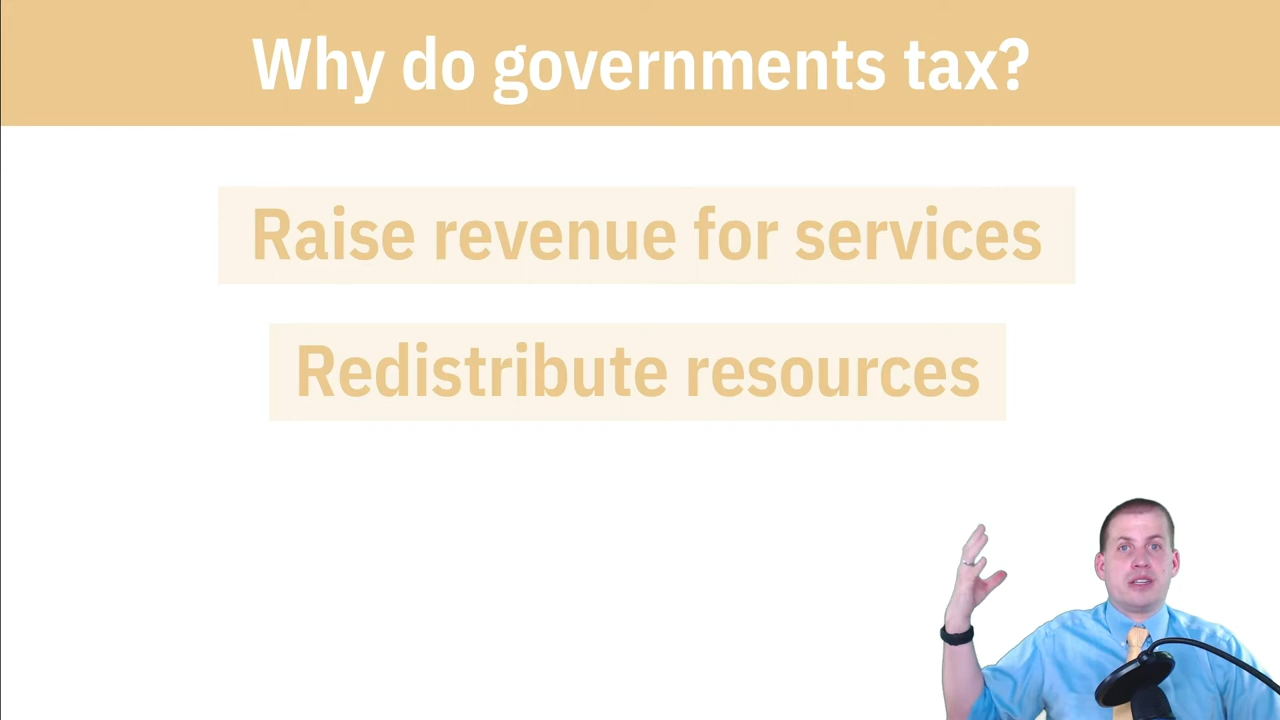 Why do governments tax?
Raise revenue for services
Redistribute resources